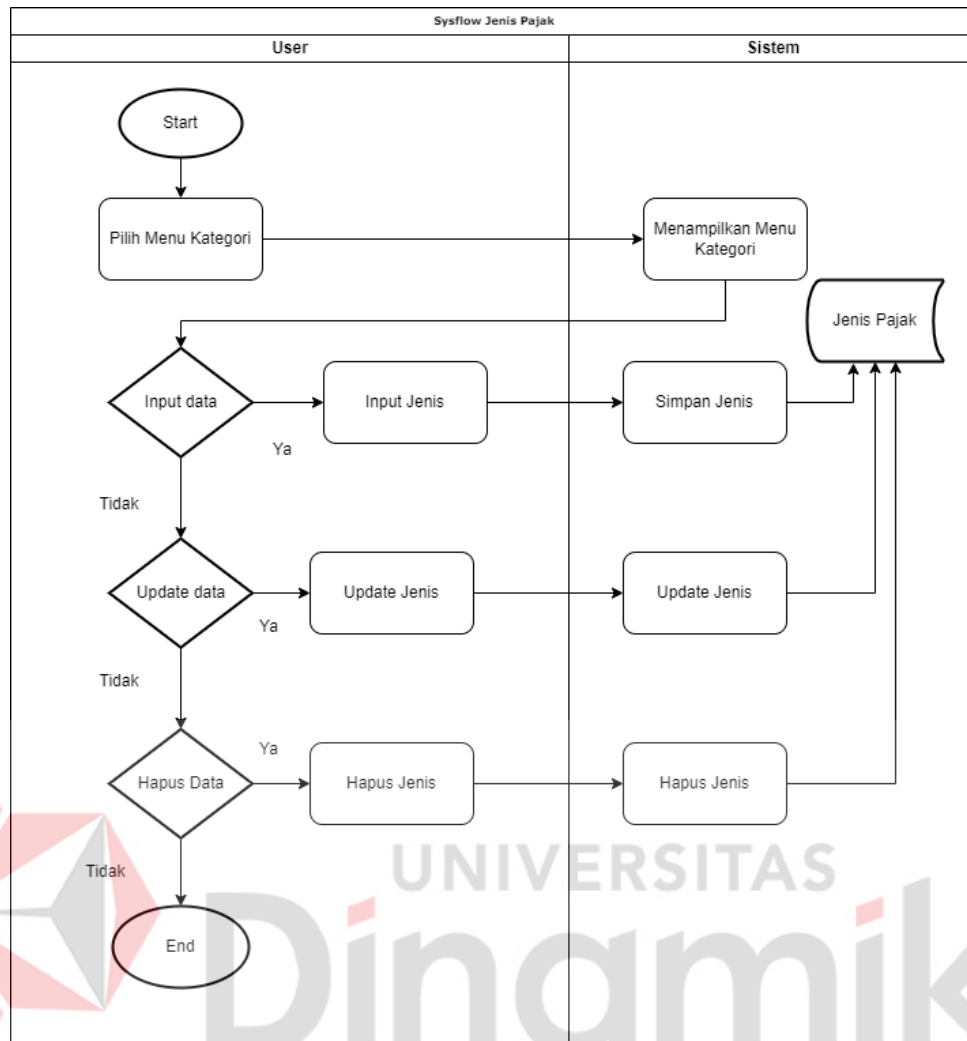 Sysflow Jenis Pajak
User
Sistem
Start
Pilih Menu Kategori
Menampilkan Menu
Kategori
Jenis Pajak
Input data
Ya
Input Jenis
Simpan Jenis
Tidak
Update data
Ya
Update Jenis
Update Jenis
Tidak
Hapus Data
Ya
Hapus Jenis
Hapus Jenis
Tidak
End
UNIVERSITAS
Dinamik